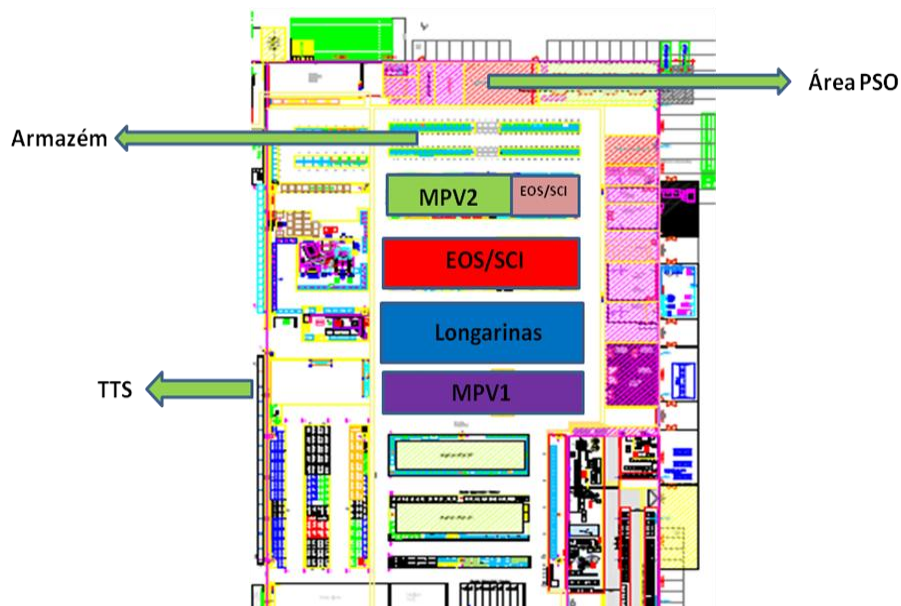 Área PSO
Armazém
MPV2
EOS/SCI
EOS/SCI
Longarinas
TTS
MPV1